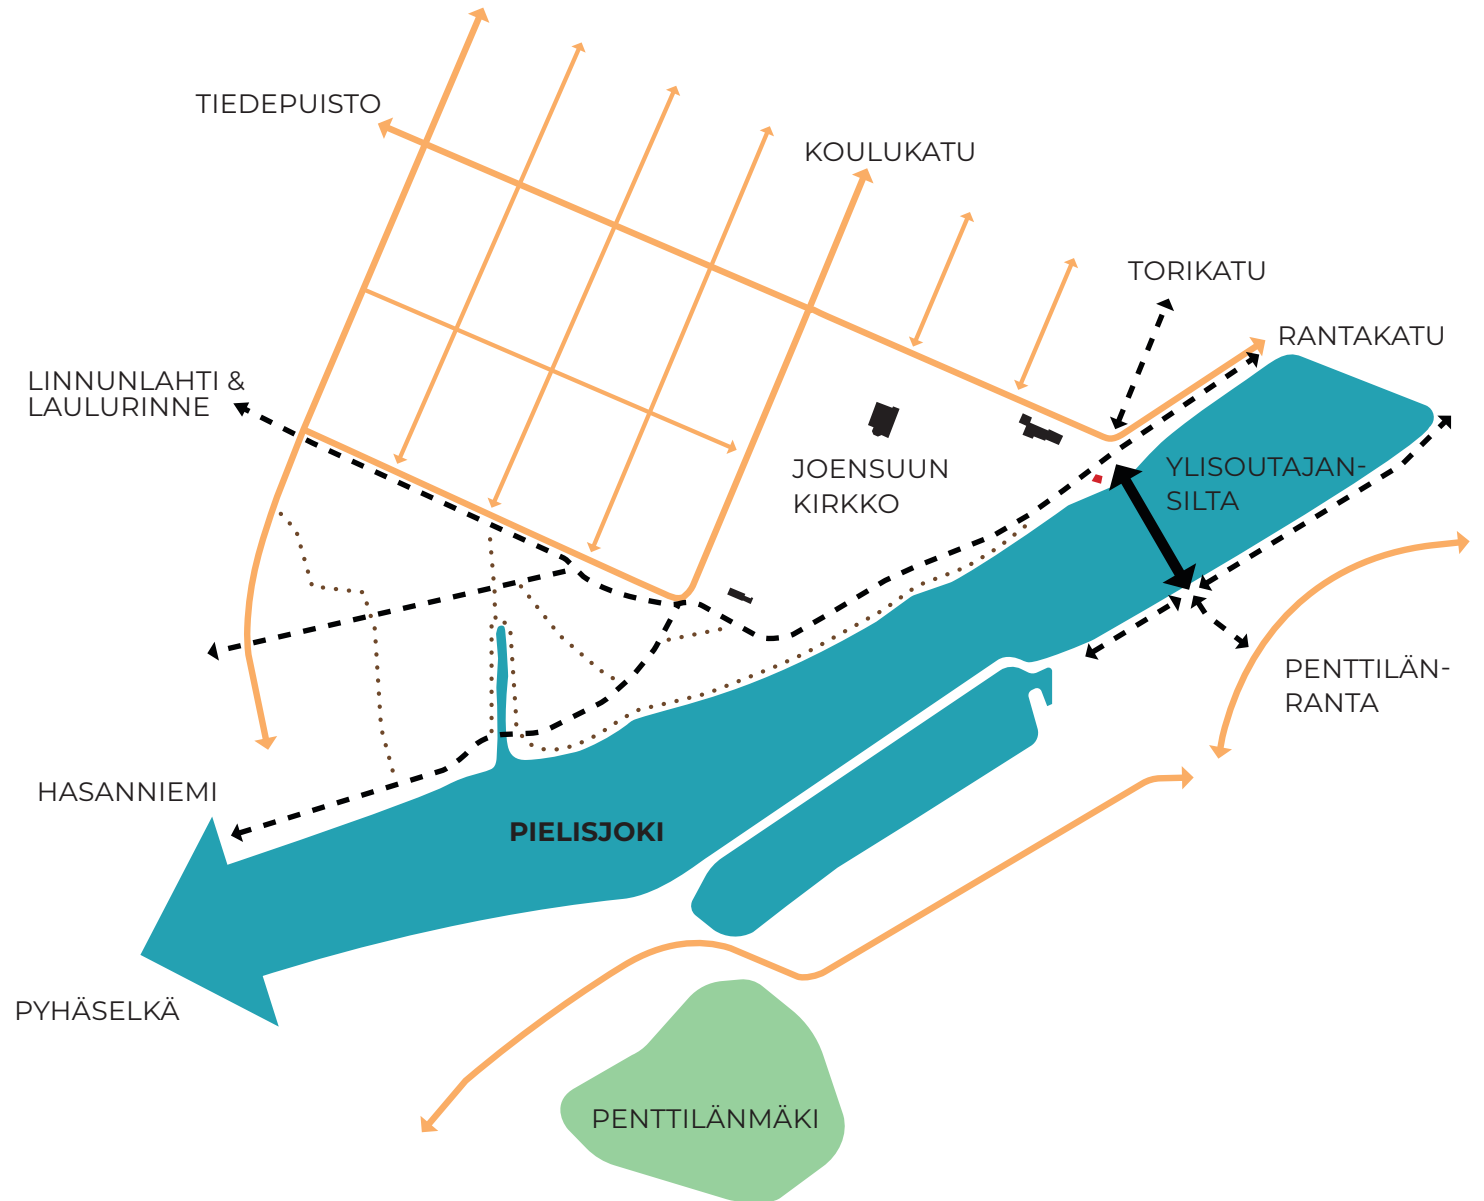 TIEDEPUISTO
KOULUKATU
TORIKATU
RANTAKATU
LINNUNLAHTI &
LAULURINNE
JOENSUUN
KIRKKO
YLISOUTAJAN-
SILTA
PENTTILÄN-
RANTA
HASANNIEMI
PIELISJOKI
PYHÄSELKÄ
PENTTILÄNMÄKI